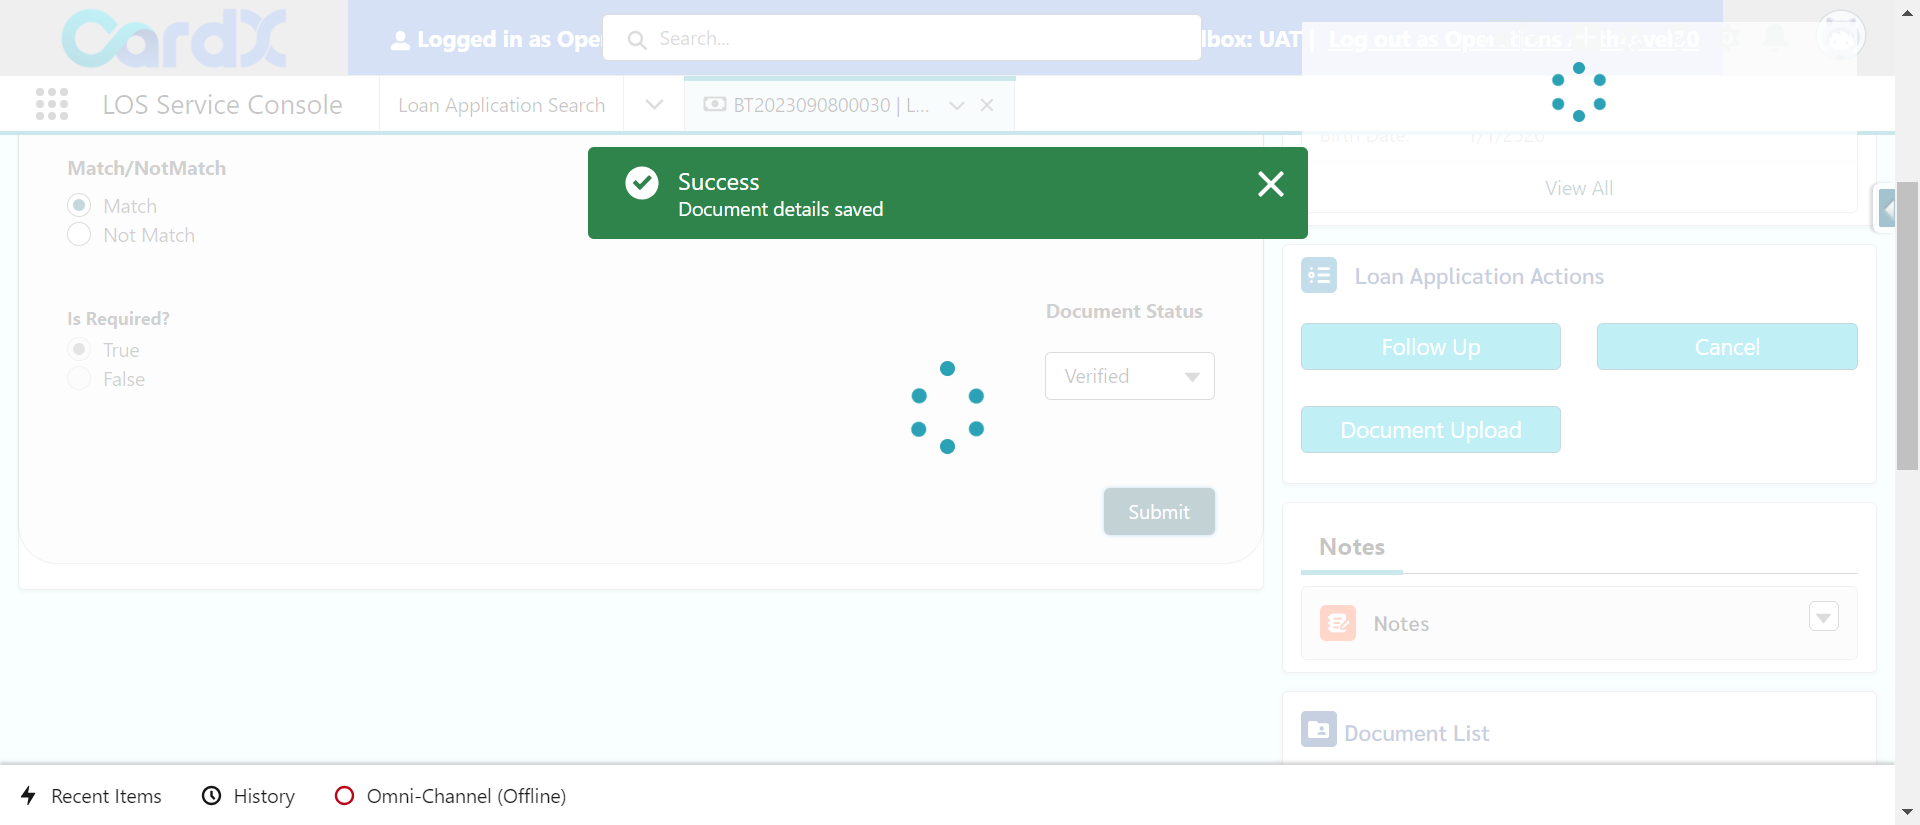 CardX
Logged in as Ope
Search...
lbox: UAT |
Log out as Oper
LOS Service Console
Loan Application Search
BT2023090800030 | L...
Birth Date:
Match/NotMatch
Match
Not Match
Success
Document details saved
View All
Is Required?
True
False
Document Status
Verified
Submit
Loan Application Actions
Follow Up
Cancel
Document Upload
Notes
Notes
Document List
Recent Items
History
Omni-Channel (Offline)